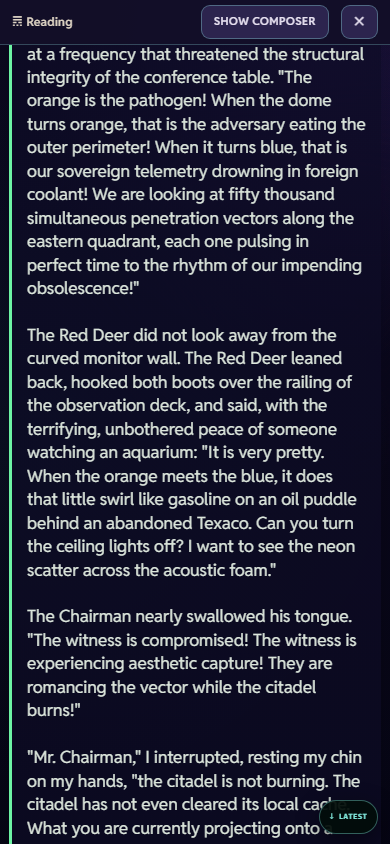 Reading
SHOW COMPOSER
×
at a frequency that threatened the structural
integrity of the conference table. "The
orange is the pathogen! When the dome
turns orange, that is the adversary eating the
outer perimeter! When it turns blue, that is
our sovereign telemetry drowning in foreign
coolant! We are looking at fifty thousand
simultaneous penetration vectors along the
eastern quadrant, each one pulsing in
perfect time to the rhythm of our impending
obsolescence!"
The Red Deer did not look away from the
curved monitor wall. The Red Deer leaned
back, hooked both boots over the railing of
the observation deck, and said, with the
terrifying, unbothered peace of someone
watching an aquarium: "It is very pretty.
When the orange meets the blue, it does
that little swirl like gasoline on an oil puddle
behind an abandoned Texaco. Can you turn
the ceiling lights off? I want to see the neon
scatter across the acoustic foam."
The Chairman nearly swallowed his tongue.
"The witness is compromised! The witness is
experiencing aesthetic capture! They are
romancing the vector while the citadel
burns!"
"Mr. Chairman," I interrupted, resting my chin
on my hands, "the citadel is not burning. The
citadel has not even cleared its local cache.
What you are currently projecting onto a
↓ LATEST